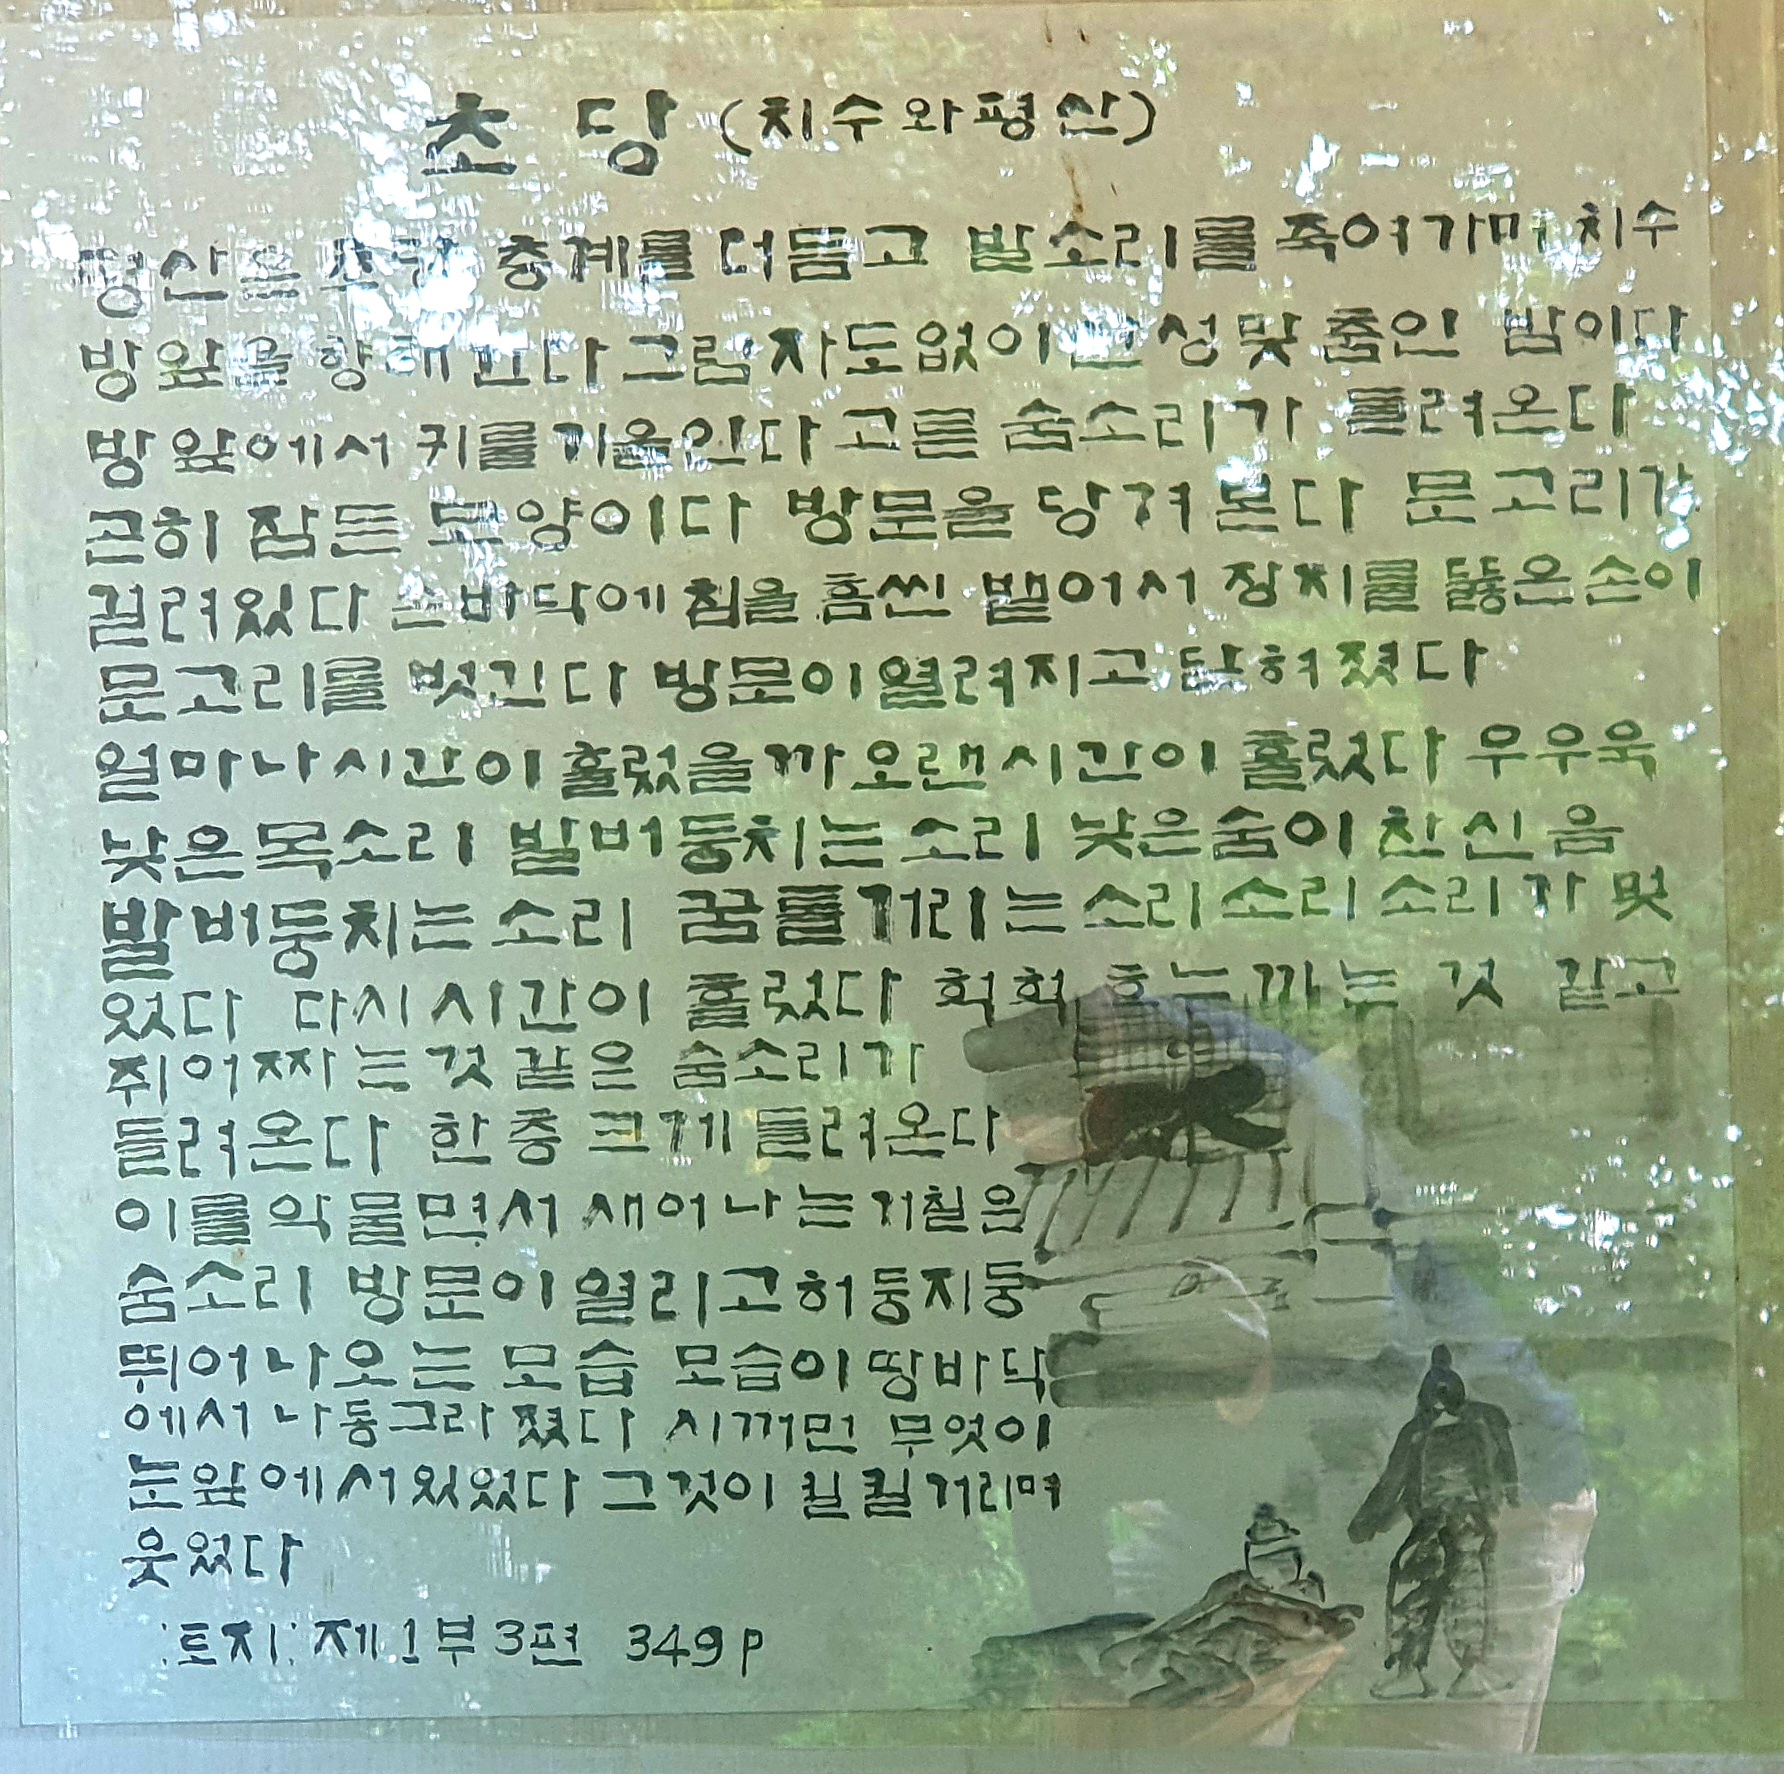 초당 (치수와 평산)
평산은 초당 층계를 더듬고 발소리를 죽여가며 치수
방 앞을 향해 간다 그림자도 없이 안성맞춤인 밤이다
방 앞에서 귀를 기울인다 고른 숨소리가 들려온다
곤히 잠든 모양이다 방문을 당겨 본다 문고리가
걸려있다 손바닥에 침을 흠씬 뱉어서 장지를 뚫은 손이
문고리를 벗긴다 방문이 열려지고 닫혀졌다
얼마나 시간이 흘렀을까 오랜 시간이 흘렀다 우우욱
낮은 목소리 발버둥치는 소리 낮은 숨이 찬 신음
발버둥치는 소리 꿈틀거리는 소리 소리 소리가 멎
었다 다시 시간이 흘렀다 헉헉 흐느끼는 것 같고
쥐어짜는 것 같은 숨소리가
들려온다 한층 크게 들려온다
이를 악물면서 새어나는 거칠은
숨소리 방문이 열리고 허둥지둥
뛰어나오는 모습 모습이 땅바닥
에서 나동그라졌다 시꺼먼 무엇이
눈앞에 서있었다 그것이 킬킬거리며
웃었다
:토지: 제1부 3편 349p